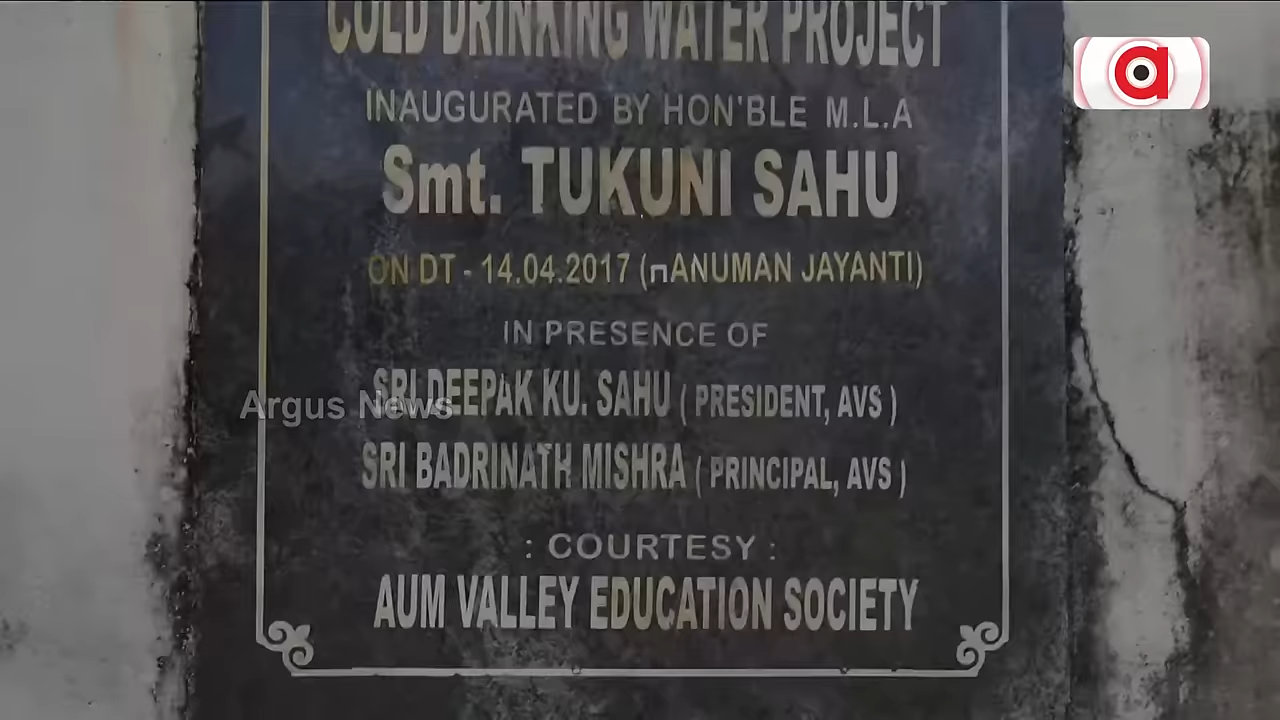 COLD DRINKING WATER PROJECT
INAUGURATED BY HON'BLE M.L.A
Smt. TUKUNI SAHU
ON DT - 14.04.2017 (HANUMAN JAYANTI)
IN PRESENCE OF
SRI DEEPAK KU. SAHU ( PRESIDENT, AVS )
Argus News
SRI BADRINATH MISHRA ( PRINCIPAL, AVS )
: COURTESY :
AUM VALLEY EDUCATION SOCIETY
a